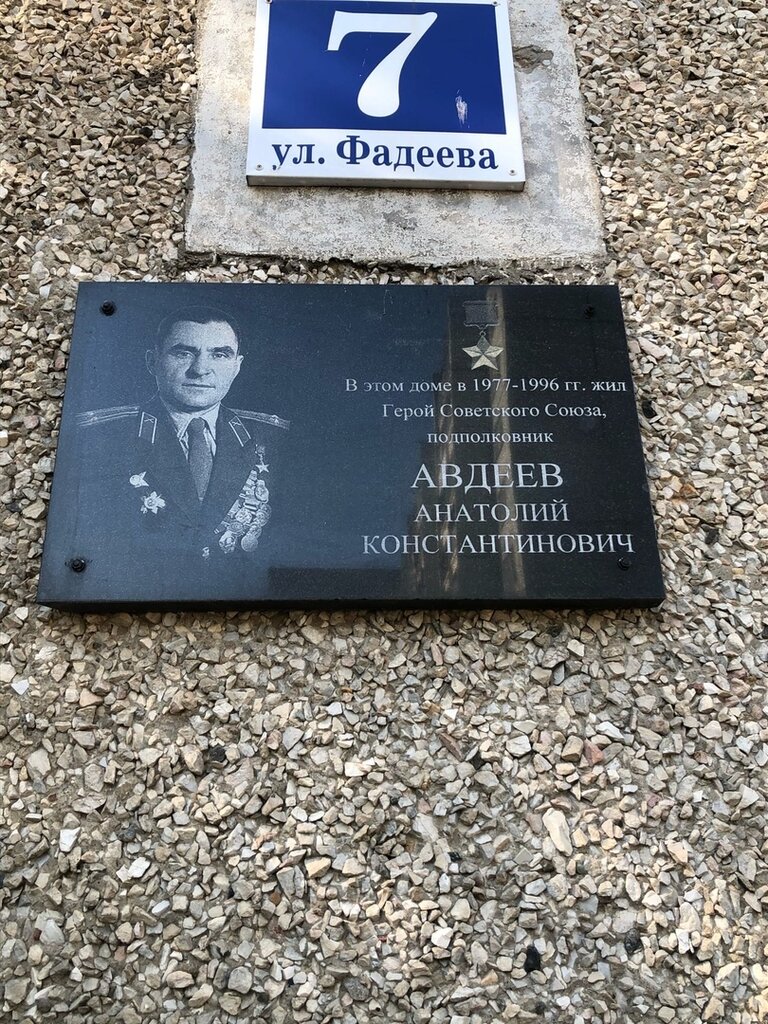 7
ул. Фадеева
В этом доме в 1977-1996 гг. жил
Герой Советского Союза,
подполковник
АВДЕЕВ
АНАТОЛИЙ
КОНСТАНТИНОВИЧ